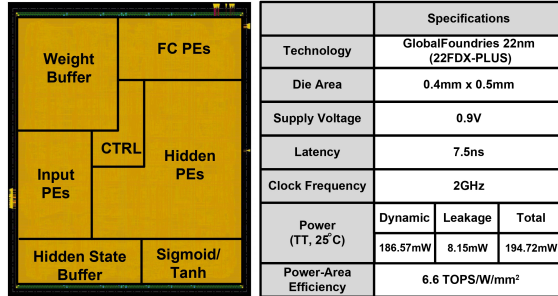 Weight
Buffer
FC PEs
CTRL
Hidden
PEs
Input
PEs
Hidden State
Buffer
Sigmoid/
Tanh
Specifications
Technology
GlobalFoundries 22nm
(22FDX-PLUS)
Die Area
0.4mm x 0.5mm
Supply Voltage
0.9V
Latency
7.5ns
Clock Frequency
2GHz
Power
(TT, 25°C)
Dynamic
Leakage
Total
186.57mW
8.15mW
194.72mW
Power-Area
Efficiency
6.6 TOPS/W/mm²